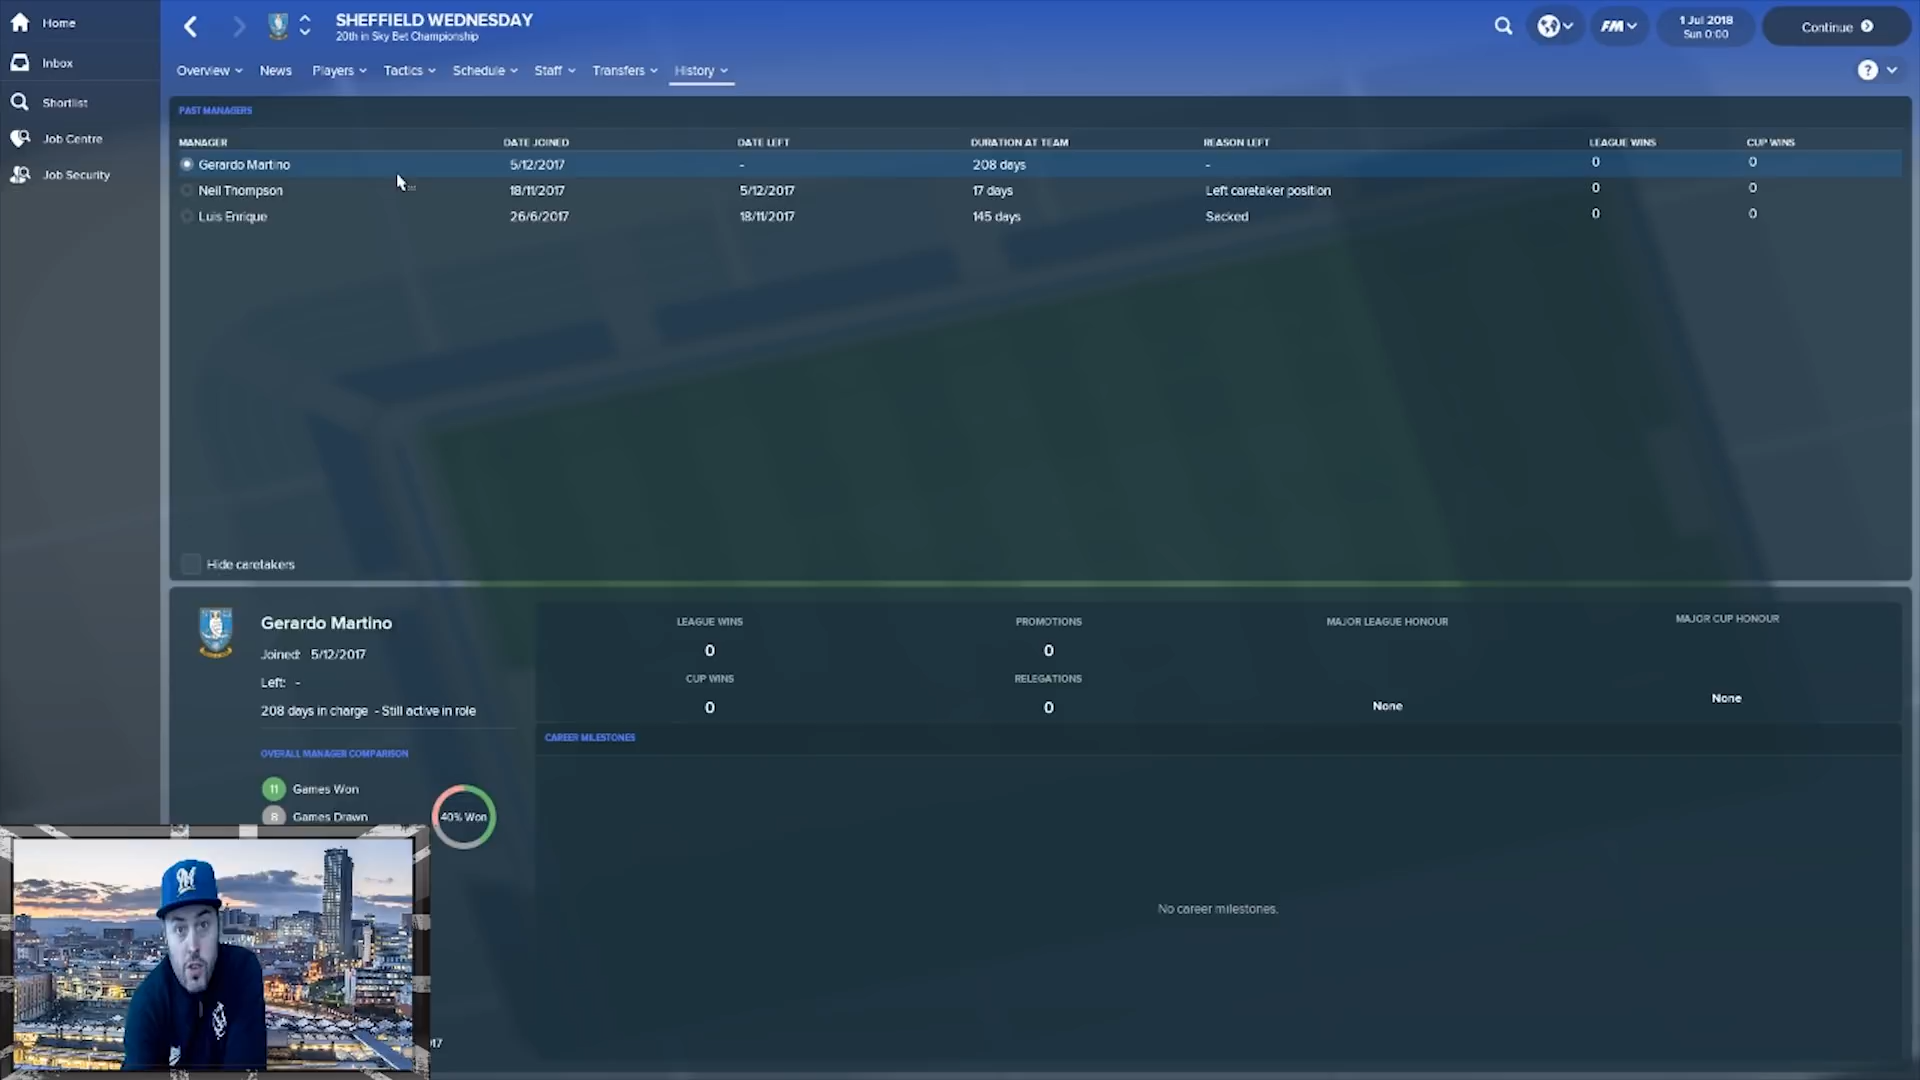 Home
SHEFFIELD WEDNESDAY
20th in Sky Bet Championship
FM
1 Jul 2018
Sun 0:00
Continue
Inbox
Overview News Players Tactics Schedule Staff Transfers History
?
Shortlist
Job Centre
Job Security
PAST MANAGERS
MANAGER DATE JOINED DATE LEFT DURATION AT TEAM REASON LEFT LEAGUE WINS CUP WINS
Gerardo Martino 5/12/2017 - 208 days - 0 0
Neil Thompson 18/11/2017 5/12/2017 17 days Left caretaker position 0 0
Luis Enrique 26/6/2017 18/11/2017 145 days Sacked 0 0
Hide caretakers
Gerardo Martino
Joined: 5/12/2017
Left: -
208 days in charge - Still active in role
OVERALL MANAGER COMPARISON
11 Games Won
8 Games Drawn
40% Won
LEAGUE WINS PROMOTIONS MAJOR LEAGUE HONOUR MAJOR CUP HONOUR
0 0
CUP WINS RELEGATIONS
0 0 None None
CAREER MILESTONES
No career milestones.
M
17